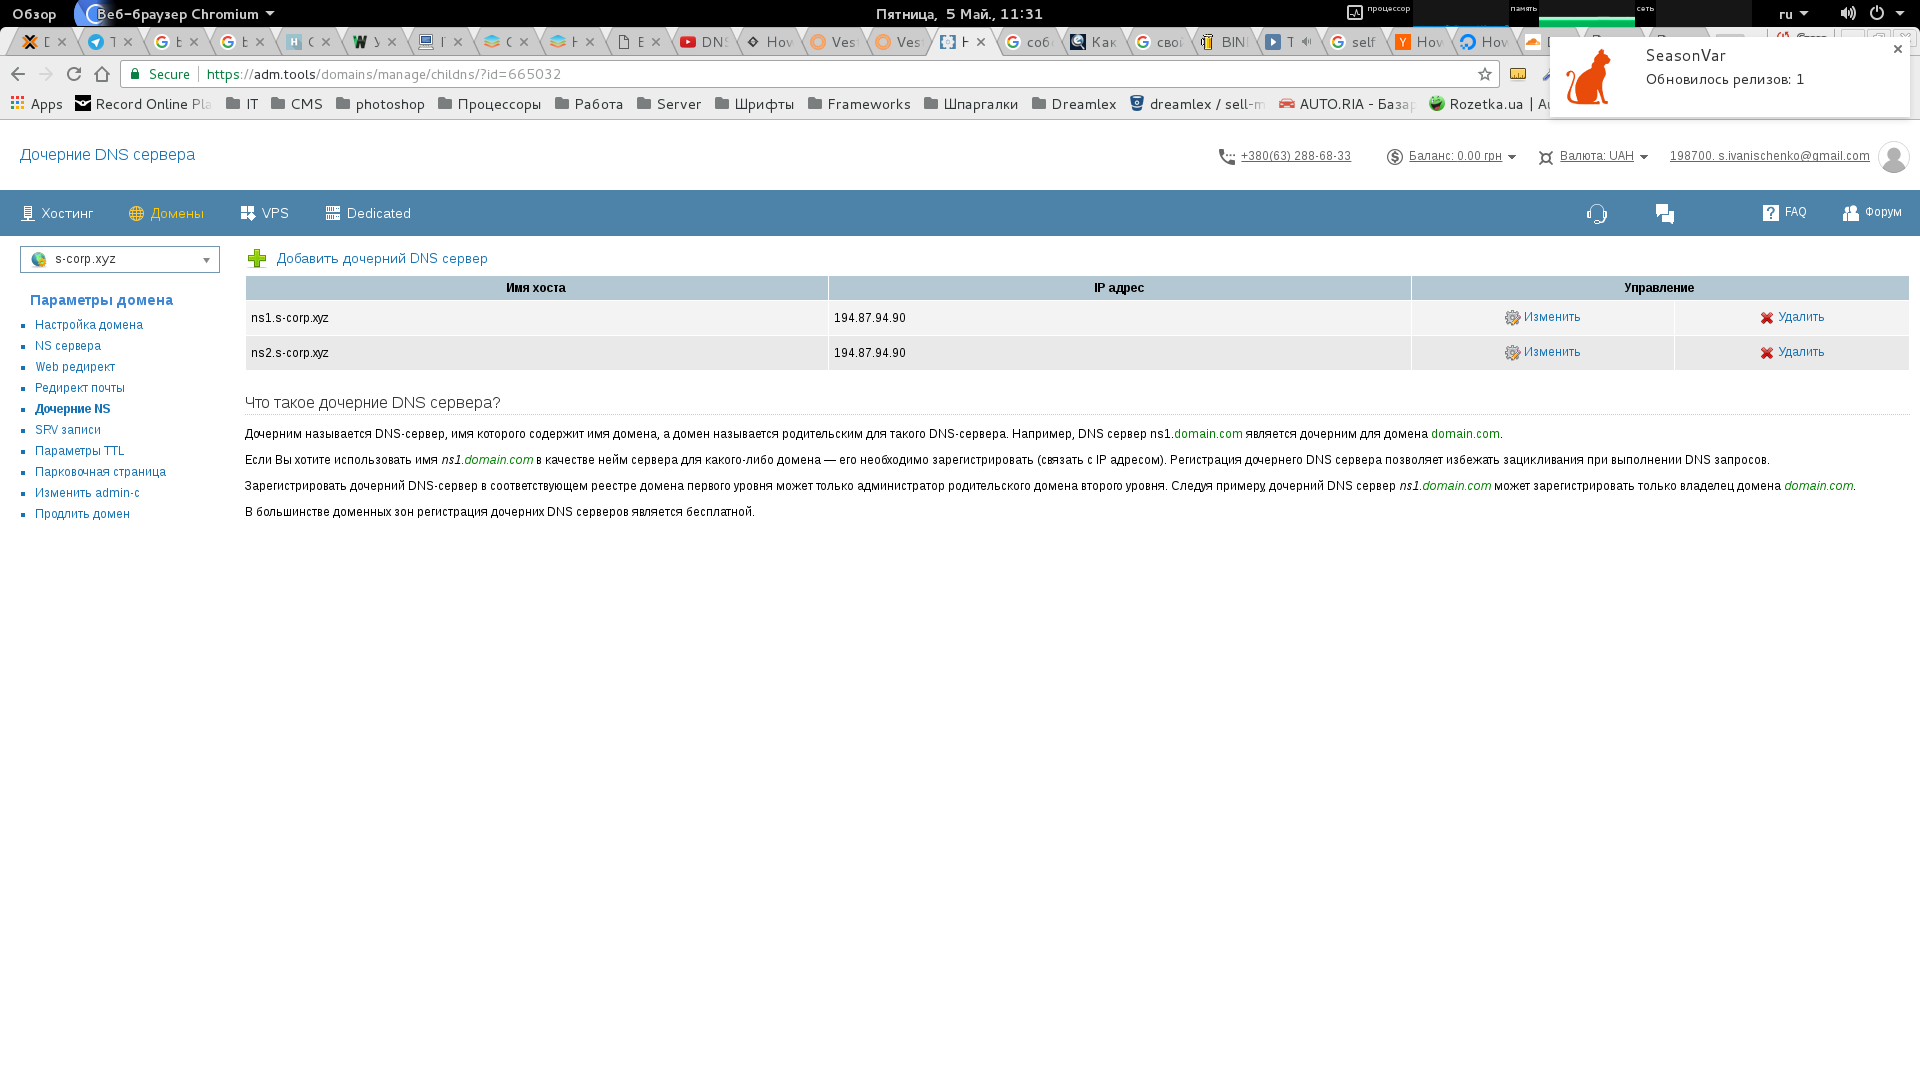 Обзор Веб-браузер Chromium Пятница, 5 Май., 11:31 процессор память сеть ru
DNS How Vest Vest соб Как свой BIN self How How
Secure https://adm.tools/domains/manage/childns/?id=665032
SeasonVar
Обновилось релизов: 1
Apps Record Online Pla IT CMS photoshop Процессоры Работа Server Шрифты Frameworks Шпаргалки Dreamlex dreamlex / sell-m AUTO.RIA - Базар Rozetka.ua | Au
Дочерние DNS сервера
+380(63) 288-68-33 Баланс: 0.00 грн Валюта: UAH 198700. s.ivanischenko@gmail.com
Хостинг Домены VPS Dedicated FAQ Форум
s-corp.xyz
Параметры домена
Настройка домена
NS сервера
Web редирект
Редирект почты
Дочерние NS
SRV записи
Параметры TTL
Парковочная страница
Изменить admin-c
Продлить домен
Добавить дочерний DNS сервер
Имя хоста IP адрес Управление
ns1.s-corp.xyz 194.87.94.90 Изменить Удалить
ns2.s-corp.xyz 194.87.94.90 Изменить Удалить
Что такое дочерние DNS сервера?
Дочерним называется DNS-сервер, имя которого содержит имя домена, а домен называется родительским для такого DNS-сервера. Например, DNS сервер ns1.domain.com является дочерним для домена domain.com.
Если Вы хотите использовать имя ns1.domain.com в качестве нейм сервера для какого-либо домена — его необходимо зарегистрировать (связать с IP адресом). Регистрация дочернего DNS сервера позволяет избежать зацикливания при выполнении DNS запросов.
Зарегистрировать дочерний DNS-сервер в соответствующем реестре домена первого уровня может только администратор родительского домена второго уровня. Следуя примеру, дочерний DNS сервер ns1.domain.com может зарегистрировать только владелец домена domain.com.
В большинстве доменных зон регистрация дочерних DNS серверов является бесплатной.